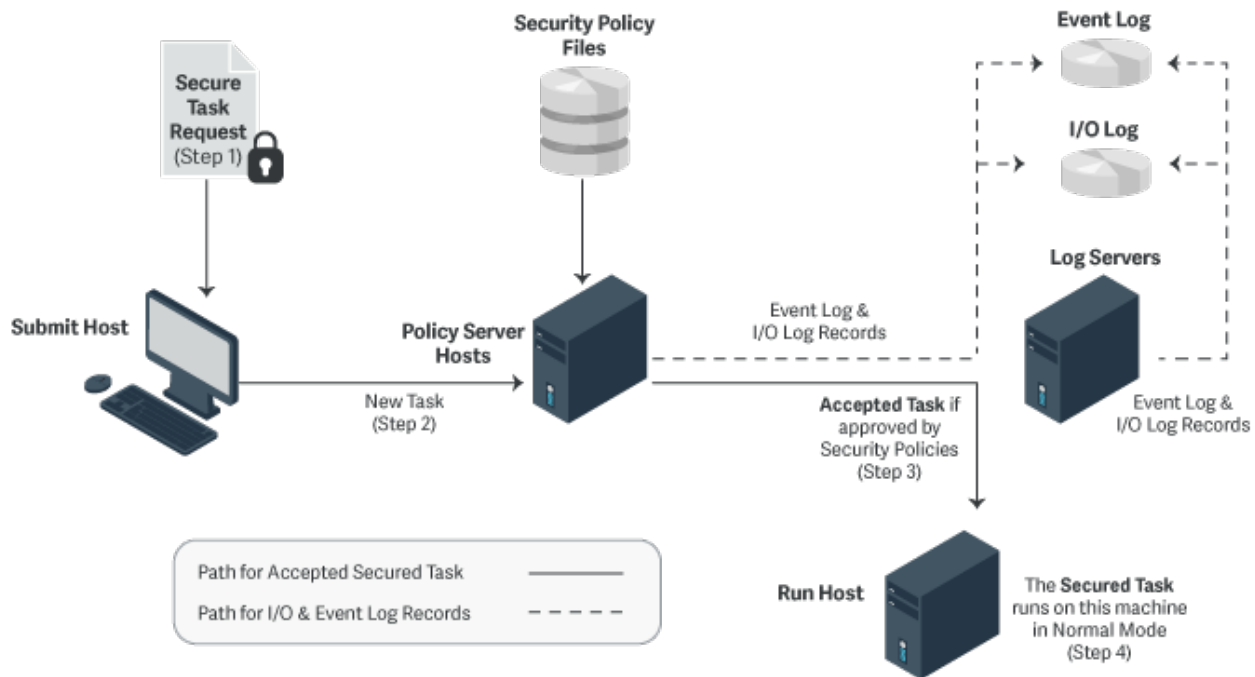 Security Policy
Files
Event Log
Secure
Task
Request
(Step 1)
I/O Log
Log Servers
Submit Host
Policy Server
Hosts
Event Log &
I/O Log Records
New Task
(Step 2)
Accepted Task if
approved by
Security Policies
(Step 3)
Event Log &
I/O Log Records
Path for Accepted Secured Task
Path for I/O & Event Log Records
Run Host
The Secured Task
runs on this machine
in Normal Mode
(Step 4)